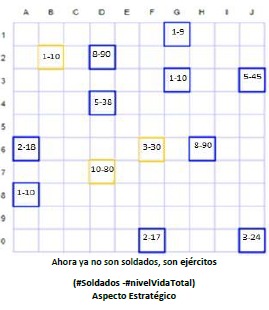 A B C D E F G H I J
1 1-9
2 1-10 8-90
3 1-10 5-45
4 5-38
5
6 2-18 3-30 8-90
7 10-80
8 1-10
9
0 2-17 3-24
Ahora ya no son soldados, son ejércitos
(#Soldados -#nivelVidaTotal)
Aspecto Estratégico